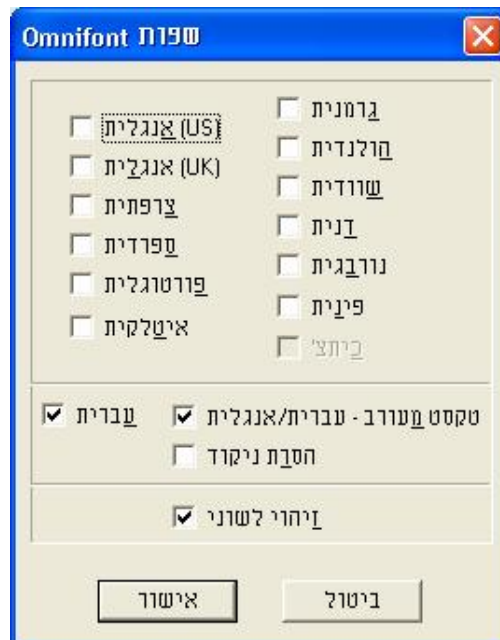 שפות Omnifont
אנגלית (US)
אנגלית (UK)
צרפתית
ספרדית
פורטוגלית
איטלקית
גרמנית
הולנדית
שוודית
דנית
נורבגית
פינית
כיתצ'
עברית
טקסט מעורב - עברית/אנגלית
הסרת ניקוד
זיהוי לשוני
אישור
ביטול